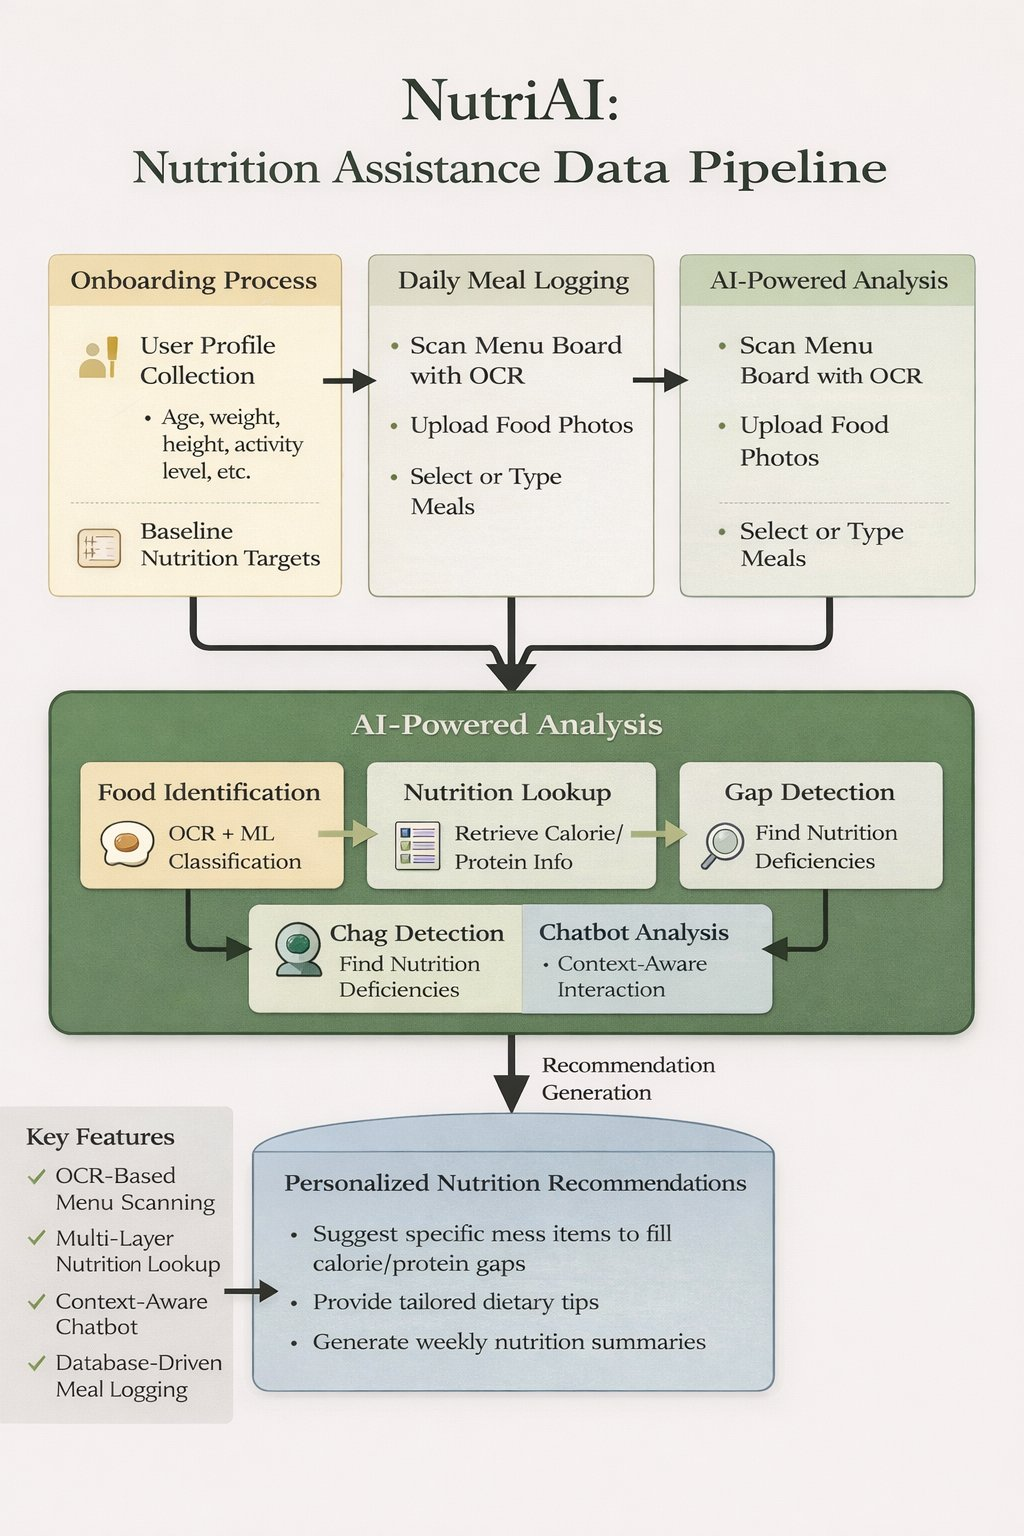 NutriAI:
Nutrition Assistance Data Pipeline
Onboarding Process
User Profile
Collection
• Age, weight,
height, activity
level, etc.
Baseline
Nutrition Targets
Daily Meal Logging
• Scan Menu Board
with OCR
• Upload Food Photos
• Select or Type
Meals
AI-Powered Analysis
• Scan Menu
Board with OCR
• Upload Food
Photos
• Select or Type
Meals
AI-Powered Analysis
Food Identification
OCR + ML
Classification
Nutrition Lookup
Retrieve Calorie/
Protein Info
Gap Detection
Find Nutrition
Deficiencies
Chag Detection
Find Nutrition
Deficiencies
Chatbot Analysis
• Context-Aware
Interaction
Recommendation
Generation
Key Features
✓ OCR-Based
Menu Scanning
✓ Multi-Layer
Nutrition Lookup
✓ Context-Aware
Chatbot
✓ Database-Driven
Meal Logging
Personalized Nutrition Recommendations
• Suggest specific mess items to fill
calorie/protein gaps
• Provide tailored dietary tips
• Generate weekly nutrition summaries